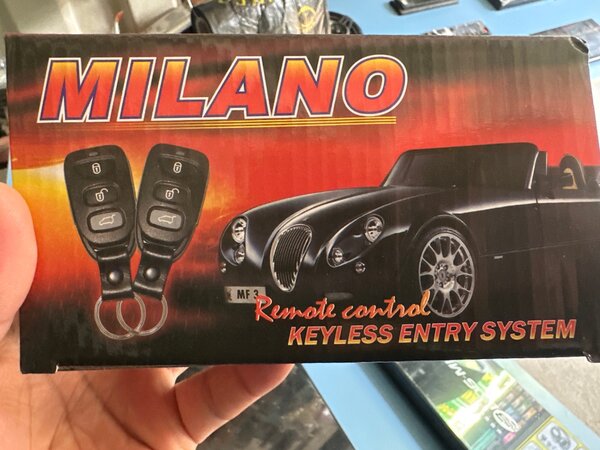 MILANO
MF 3
Remote control
KEYLESS ENTRY SYSTEM